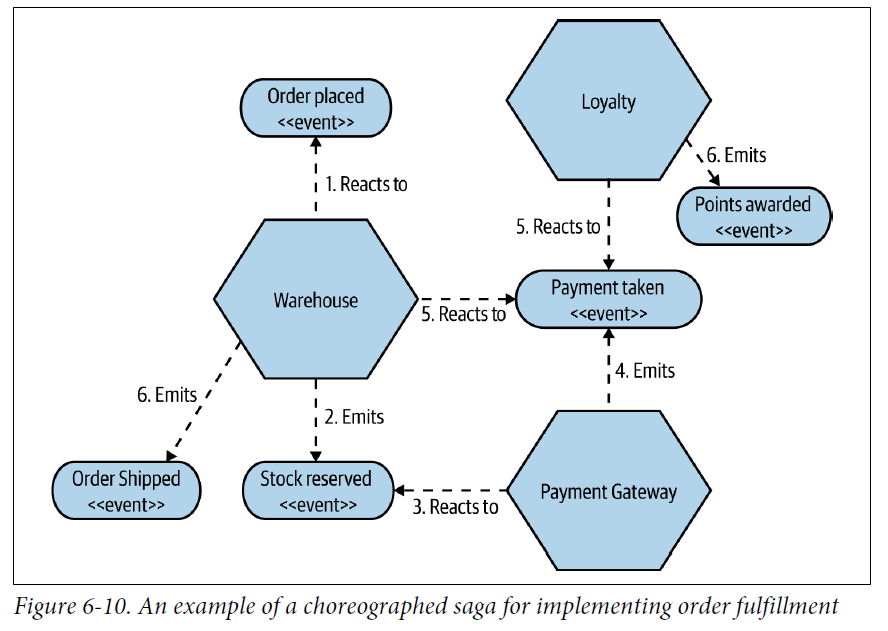 Order placed
<<event>>
Loyalty
6. Emits
1. Reacts to
Points awarded
<<event>>
5. Reacts to
Warehouse
Payment taken
<<event>>
5. Reacts to
4. Emits
6. Emits
2. Emits
Order Shipped
<<event>>
Stock reserved
<<event>>
3. Reacts to
Payment Gateway
Figure 6-10. An example of a choreographed saga for implementing order fulfillment